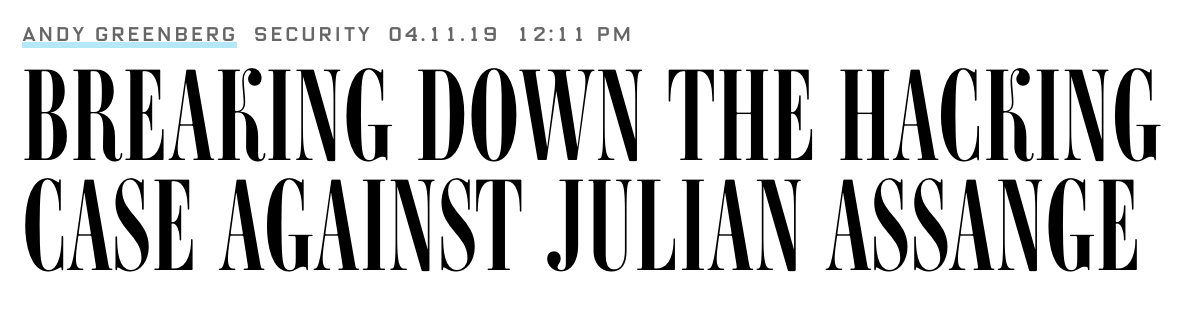 ANDY GREENBERG SECURITY 04.11.19 12:11 PM
BREAKING DOWN THE HACKING
CASE AGAINST JULIAN ASSANGE